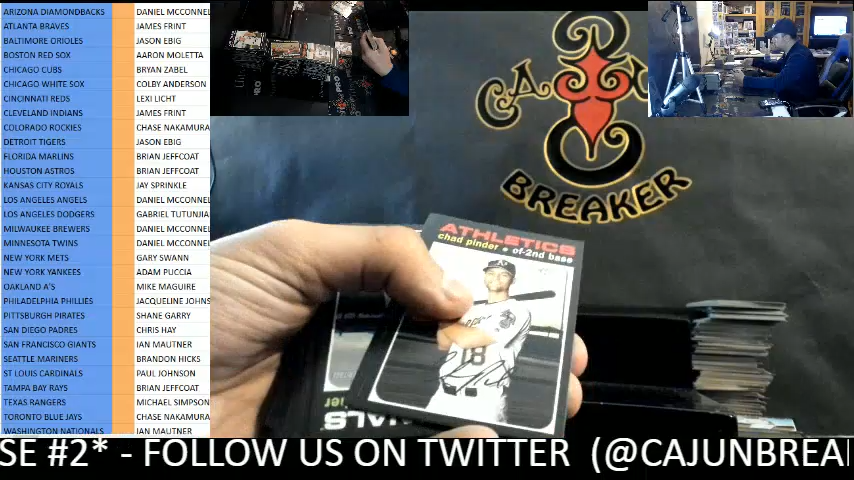 ARIZONA DIAMONDBACKS DANIEL MCCONNEL
ATLANTA BRAVES JAMES FRINT
BALTIMORE ORIOLES JASON EBIG
BOSTON RED SOX AARON MOLETTA
CHICAGO CUBS BRYAN ZABEL
CHICAGO WHITE SOX COLBY ANDERSON
CINCINNATI REDS LEXI LICHT
CLEVELAND INDIANS JAMES FRINT
COLORADO ROCKIES CHASE NAKAMURA
DETROIT TIGERS JASON EBIG
FLORIDA MARLINS BRIAN JEFFCOAT
HOUSTON ASTROS BRIAN JEFFCOAT
KANSAS CITY ROYALS JAY SPRINKLE
LOS ANGELES ANGELS DANIEL MCCONNEL
LOS ANGELES DODGERS GABRIEL TUTUNJIA
MILWAUKEE BREWERS DANIEL MCCONNEL
MINNESOTA TWINS DANIEL MCCONNEL
NEW YORK METS GARY SWANN
NEW YORK YANKEES ADAM PUCCIA
OAKLAND A'S MIKE MAGUIRE
PHILADELPHIA PHILLIES JACQUELINE JOHNS
PITTSBURGH PIRATES SHANE GARRY
SAN DIEGO PADRES CHRIS HAY
SAN FRANCISCO GIANTS IAN MAUTNER
SEATTLE MARINERS BRANDON HICKS
ST LOUIS CARDINALS PAUL JOHNSON
TAMPA BAY RAYS BRIAN JEFFCOAT
TEXAS RANGERS MICHAEL SIMPSON
TORONTO BLUE JAYS CHASE NAKAMURA
WASHINGTON NATIONALS IAN MAUTNER
BREAKER
ATHLETICS
chad pinder • of-2nd base
18
SE #2* - FOLLOW US ON TWITTER (@CAJUNBREA